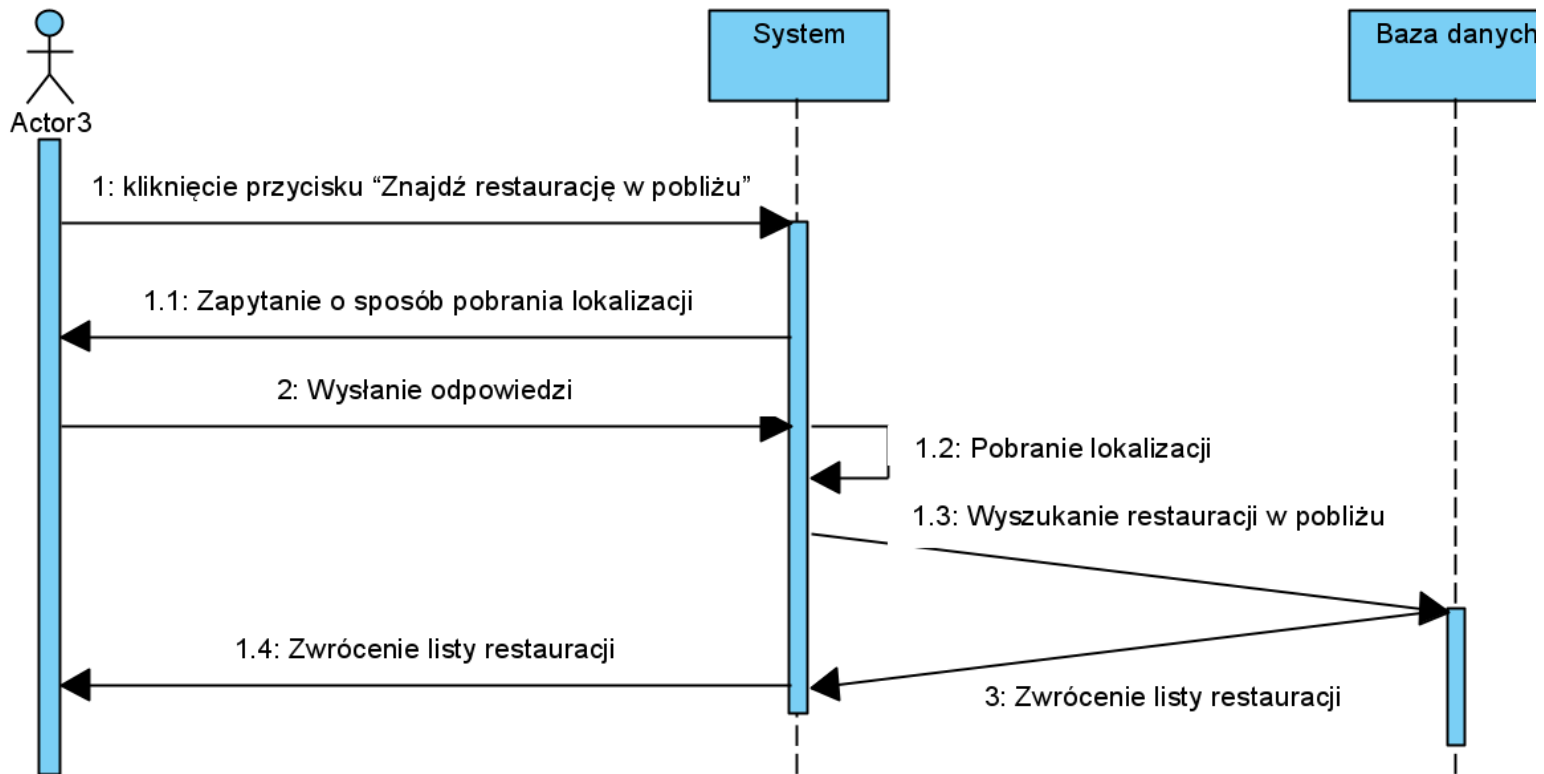 System
Baza danych
Actor3
1: kliknięcie przycisku “Znajdź restaurację w pobliżu”
1.1: Zapytanie o sposób pobrania lokalizacji
2: Wysłanie odpowiedzi
1.2: Pobranie lokalizacji
1.3: Wyszukanie restauracji w pobliżu
1.4: Zwrócenie listy restauracji
3: Zwrócenie listy restauracji